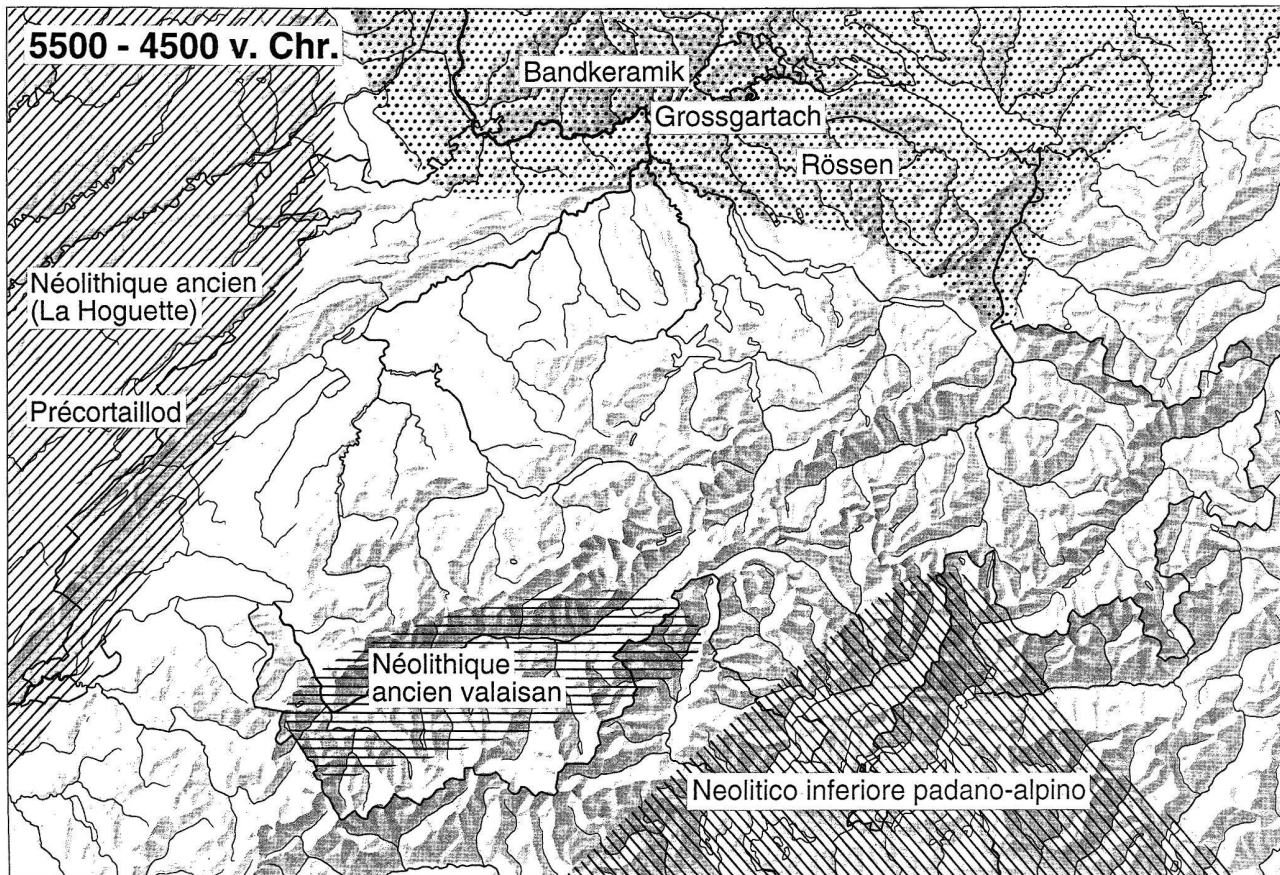 5500 - 4500 v. Chr.
Bandkeramik
Grossgartach
Rössen
Néolithique ancien
(La Hoguette)
Précortaillod
Néolithique
ancien valaisan
Neolitico inferiore padano-alpino